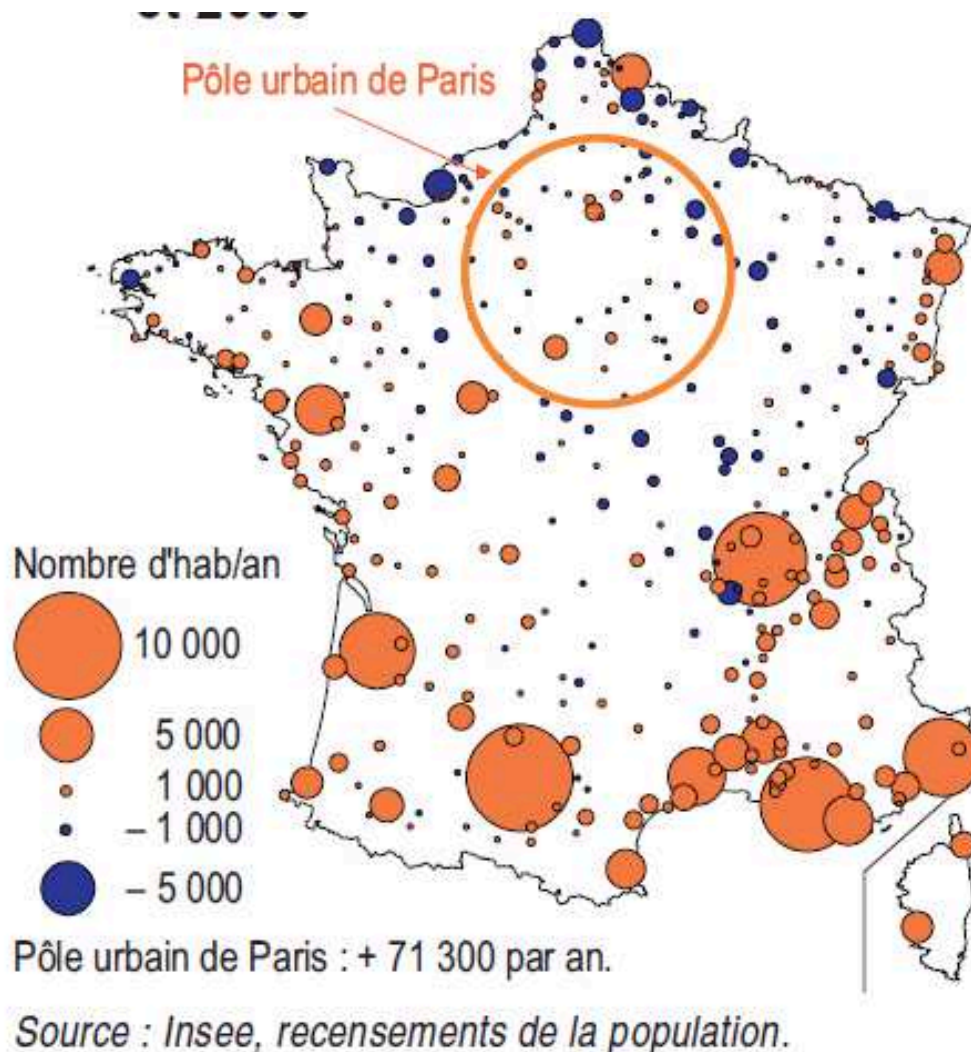 Pôle urbain de Paris
Nombre d'hab/an
10 000
5 000
1 000
– 1 000
– 5 000
Pôle urbain de Paris : + 71 300 par an.
Source : Insee, recensements de la population.